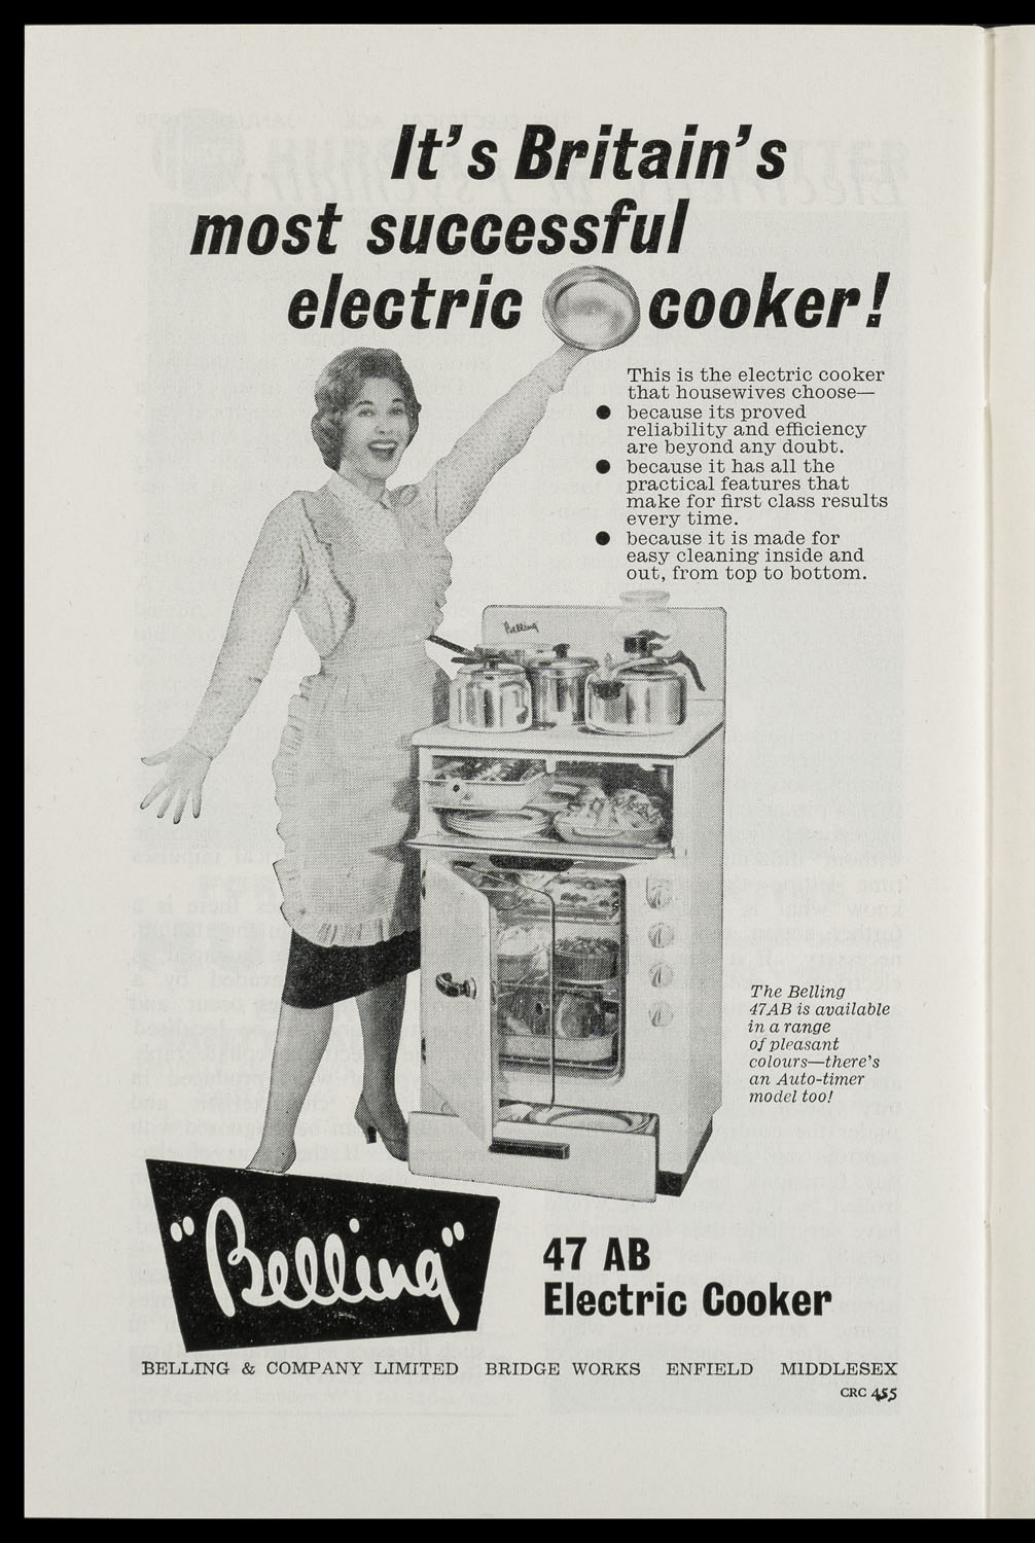 It's Britain's
most successful
electric cooker!
This is the electric cooker
that housewives choose—
● because its proved
reliability and efficiency
are beyond any doubt.
● because it has all the
practical features that
make for first class results
every time.
● because it is made for
easy cleaning inside and
out, from top to bottom.
Belling
The Belling
47AB is available
in a range
of pleasant
colours—there's
an Auto-timer
model too!
"Belling"
47 AB
Electric Cooker
BELLING & COMPANY LIMITED BRIDGE WORKS ENFIELD MIDDLESEX
CRC 455